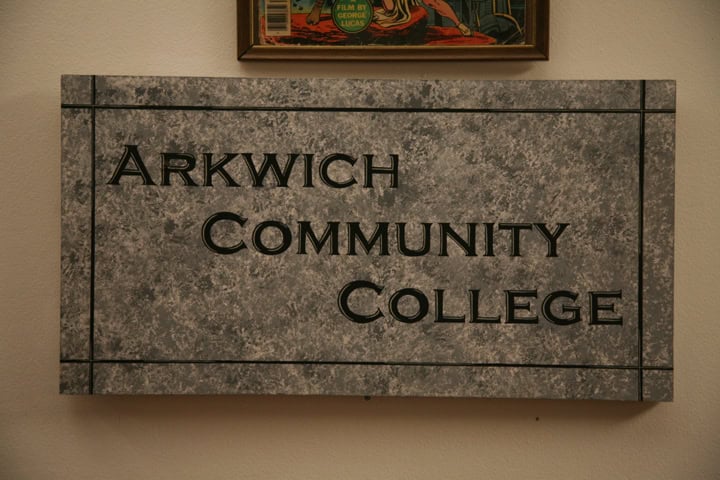 FILM BY
GEORGE
LUCAS
ARKWICH
COMMUNITY
COLLEGE